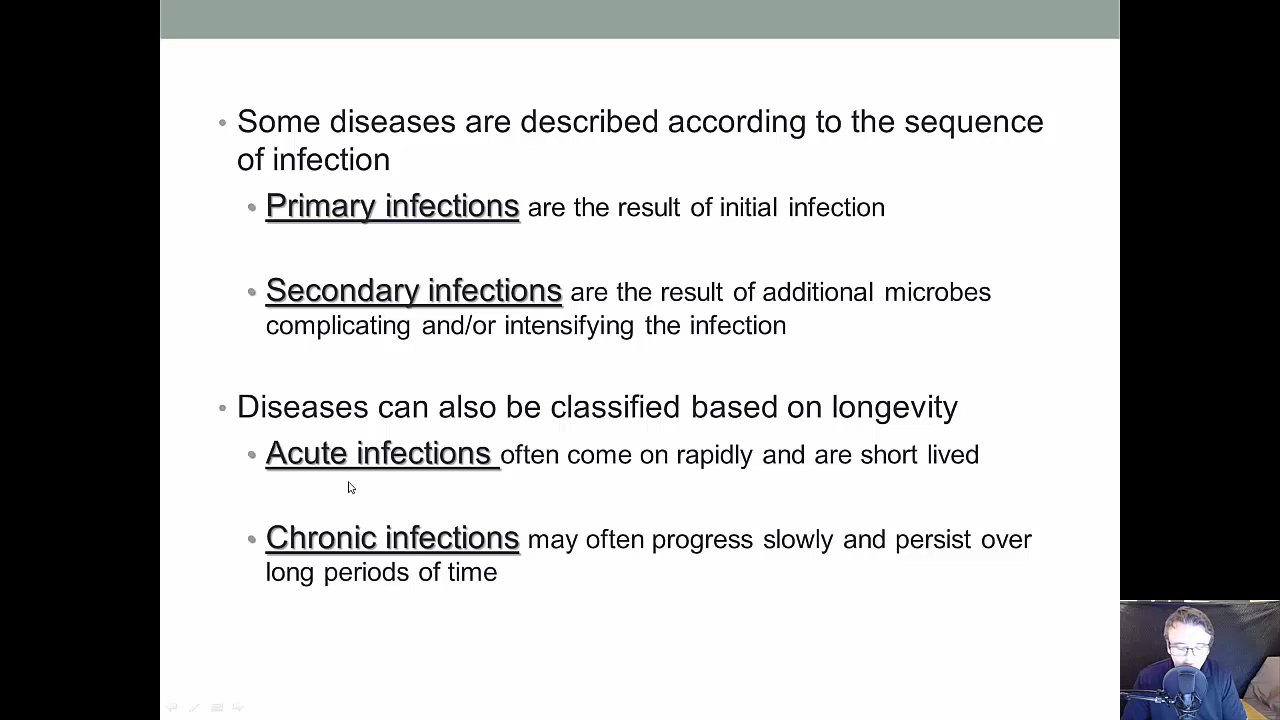 • Some diseases are described according to the sequence
of infection
• Primary infections are the result of initial infection
• Secondary infections are the result of additional microbes
complicating and/or intensifying the infection
• Diseases can also be classified based on longevity
• Acute infections often come on rapidly and are short lived
• Chronic infections may often progress slowly and persist over
long periods of time